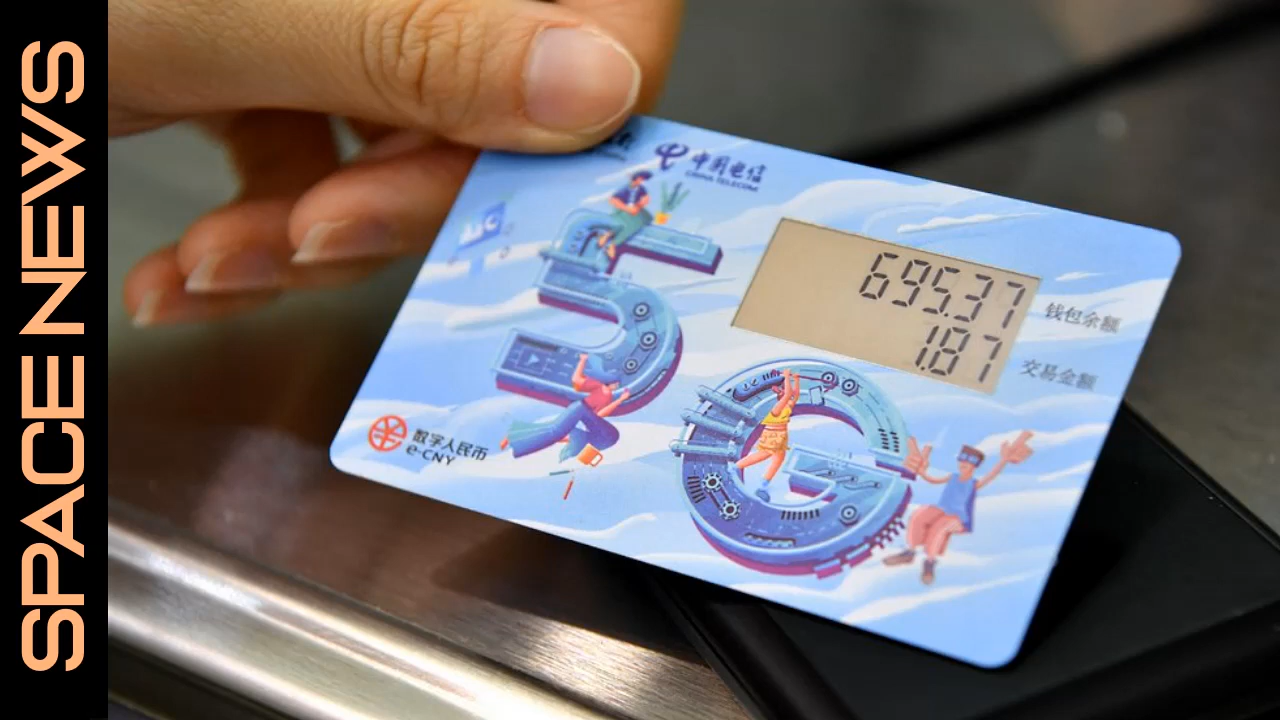 SPACE NEWS
中国电信
CHINA TELECOM
5G
695.37
钱包余额
1.87
交易金额
数字人民币
e-CNY